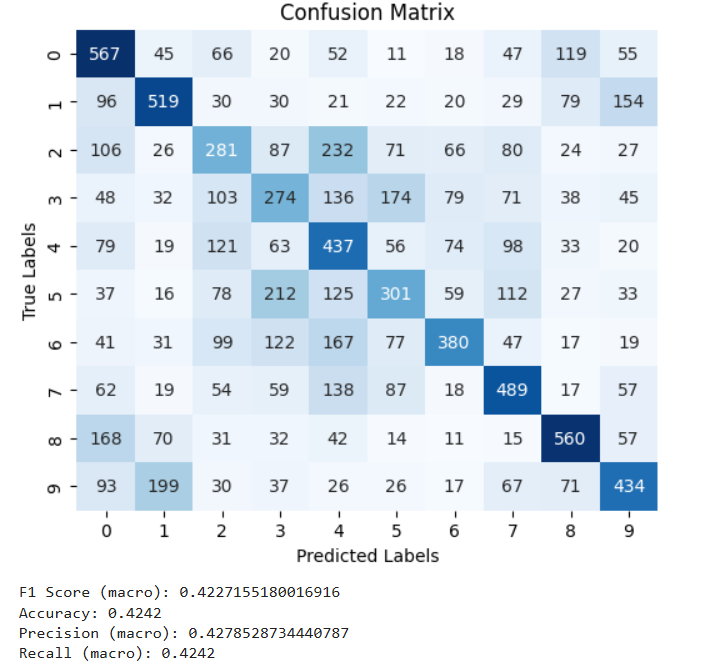 Confusion Matrix
0 567 45 66 20 52 11 18 47 119 55
1 96 519 30 30 21 22 20 29 79 154
2 106 26 281 87 232 71 66 80 24 27
3 48 32 103 274 136 174 79 71 38 45
4 79 19 121 63 437 56 74 98 33 20
5 37 16 78 212 125 301 59 112 27 33
6 41 31 99 122 167 77 380 47 17 19
7 62 19 54 59 138 87 18 489 17 57
8 168 70 31 32 42 14 11 15 560 57
9 93 199 30 37 26 26 17 67 71 434
True Labels
0 1 2 3 4 5 6 7 8 9
Predicted Labels
F1 Score (macro): 0.4227155180016916
Accuracy: 0.4242
Precision (macro): 0.4278528734440787
Recall (macro): 0.4242